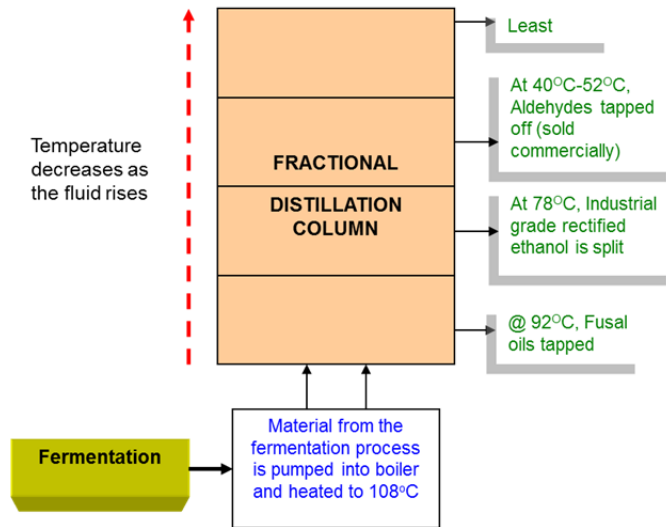 Least
At 40OC-52OC,
Aldehydes tapped
off (sold
commercially)
Temperature
decreases as
the fluid rises
FRACTIONAL
DISTILLATION
COLUMN
At 78OC, Industrial
grade rectified
ethanol is split
@ 92OC, Fusal
oils tapped
Material from the
fermentation process
is pumped into boiler
and heated to 108oC
Fermentation